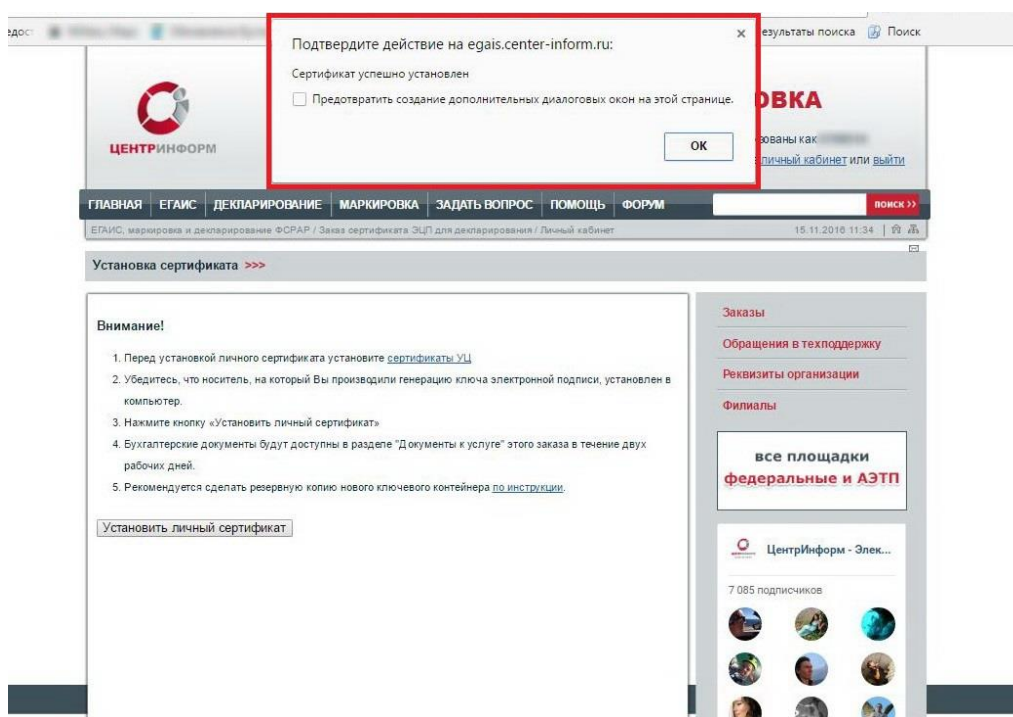 Поиск
езультаты поиска
Подтвердите действие на egais.center-inform.ru:
Сертификат успешно установлен
Предотвратить создание дополнительных диалоговых окон на этой странице.
OK
ЦЕНТРИНФОРМ
ОВКА
зованы как
личный кабинет или выйти
ГЛАВНАЯ ЕГАИС ДЕКЛАРИРОВАНИЕ МАРКИРОВКА ЗАДАТЬ ВОПРОС ПОМОЩЬ ФОРУМ
ПОИСК >>
ЕГАИС, маркировка и декларирование ФСРАР / Заказ сертификата ЭЦП для декларирования / Личный кабинет
15.11.2016 11:34
Установка сертификата >>>
Внимание!
1. Перед установкой личного сертификата установите сертификаты УЦ
2. Убедитесь, что носитель, на который Вы производили генерацию ключа электронной подписи, установлен в
компьютер.
3. Нажмите кнопку «Установить личный сертификат»
4. Бухгалтерские документы будут доступны в разделе "Документы к услуге" этого заказа в течение двух
рабочих дней.
5. Рекомендуется сделать резервную копию нового ключевого контейнера по инструкции.
Установить личный сертификат
Заказы
Обращения в техподдержку
Реквизиты организации
Филиалы
все площадки
федеральные и АЭТП
ЦентрИнформ - Элек...
7 085 подписчиков